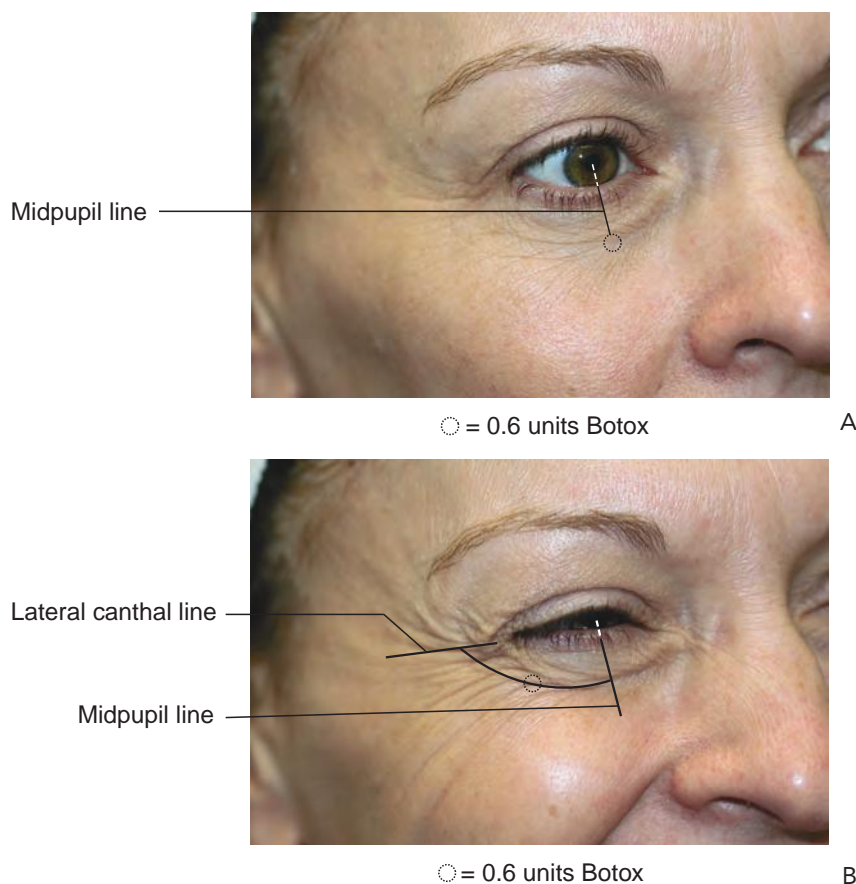 Midpupil line
= 0.6 units Botox
A
Lateral canthal line
Midpupil line
= 0.6 units Botox
B